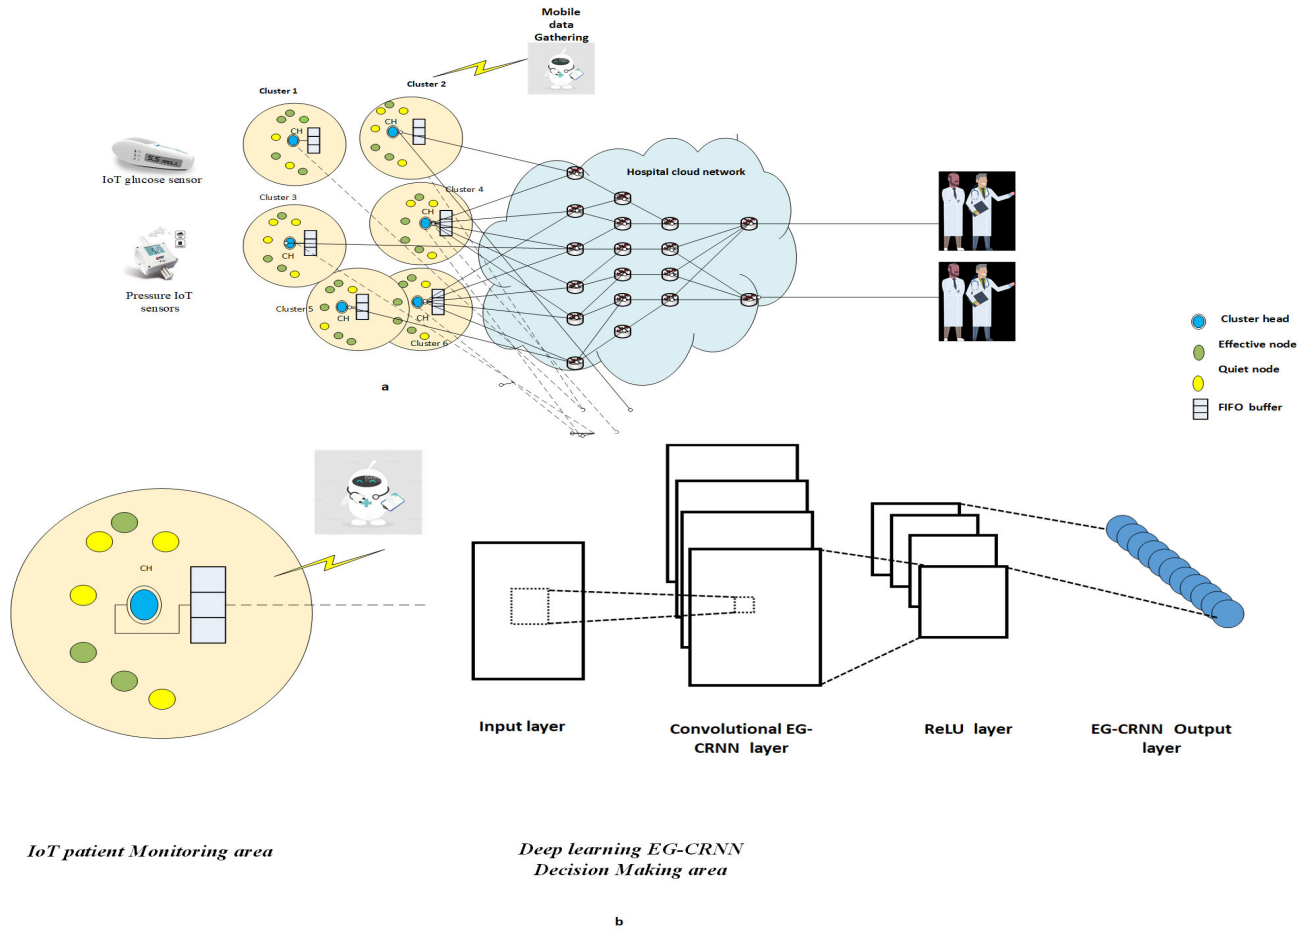 Mobile
data
Gathering
Cluster 1
Cluster 2
CH
CH
IoT glucose sensor
Hospital cloud network
Cluster 3
Cluster 4
CH
CH
Pressure IoT
sensors
Cluster 5
CH
CH
Cluster 6
Cluster head
Effective node
Quiet node
FIFO buffer
a
CH
Input layer
Convolutional EG-
CRNN layer
ReLU layer
EG-CRNN Output
layer
IoT patient Monitoring area
Deep learning EG-CRNN
Decision Making area
b